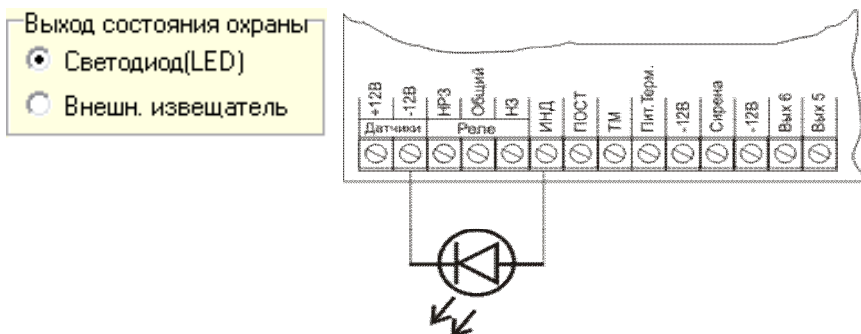 Выход состояния охраны
Светодиод(LED)
Внешн. извещатель
+12В
-12В
НРЗ
Общий
НЗ
ИНД
ПОСТ
ТМ
Пит.Терм.
-12В
Сирена
-12В
Вых 6
Вых 5
Датчики
Реле